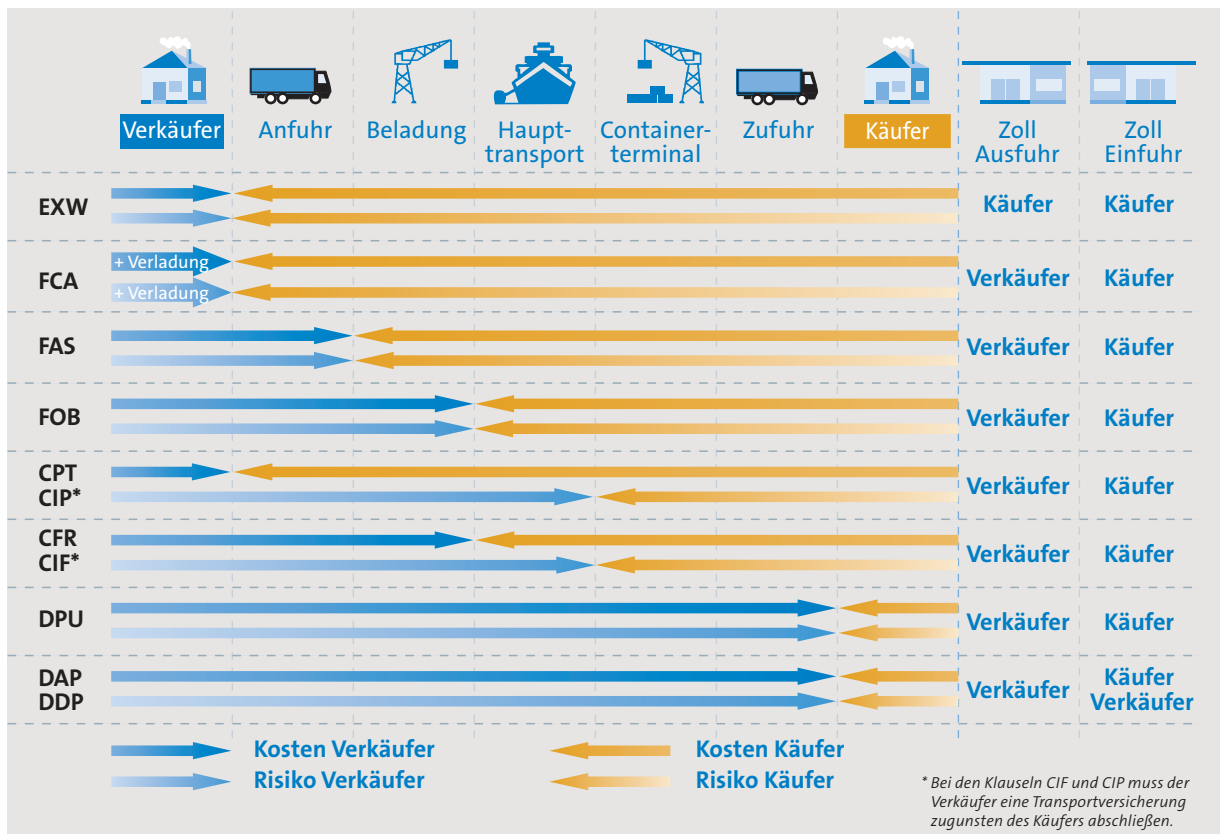 Verkäufer
Anfuhr
Beladung
Haupt-
transport
Container-
terminal
Zufuhr
Käufer
Zoll
Ausfuhr
Zoll
Einfuhr
EXW
Käufer
Käufer
+ Verladung
+ Verladung
FCA
Verkäufer
Käufer
FAS
Verkäufer
Käufer
FOB
Verkäufer
Käufer
CPT
CIP*
Verkäufer
Käufer
CFR
CIF*
Verkäufer
Käufer
DPU
Verkäufer
Käufer
DAP
DDP
Verkäufer
Käufer
Verkäufer
Kosten Verkäufer
Kosten Käufer
Risiko Verkäufer
Risiko Käufer
* Bei den Klauseln CIF und CIP muss der
Verkäufer eine Transportversicherung
zugunsten des Käufers abschließen.